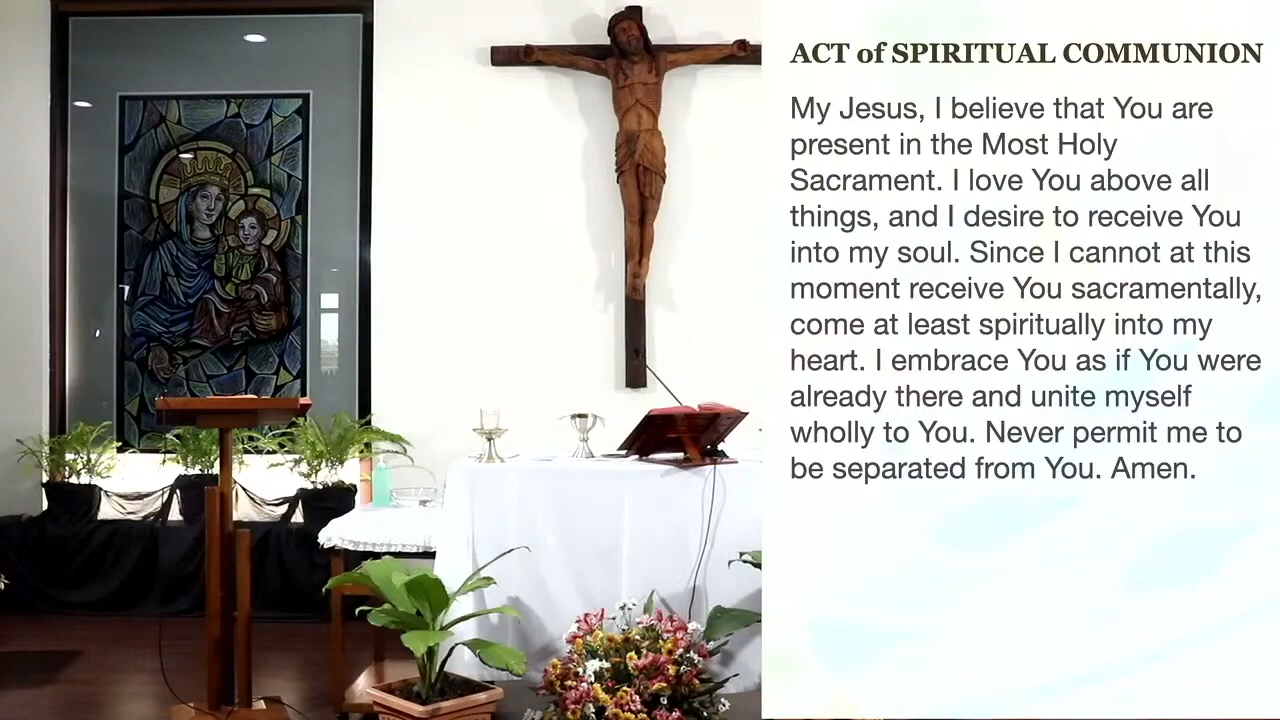 ACT of SPIRITUAL COMMUNION
My Jesus, I believe that You are
present in the Most Holy
Sacrament. I love You above all
things, and I desire to receive You
into my soul. Since I cannot at this
moment receive You sacramentally,
come at least spiritually into my
heart. I embrace You as if You were
already there and unite myself
wholly to You. Never permit me to
be separated from You. Amen.